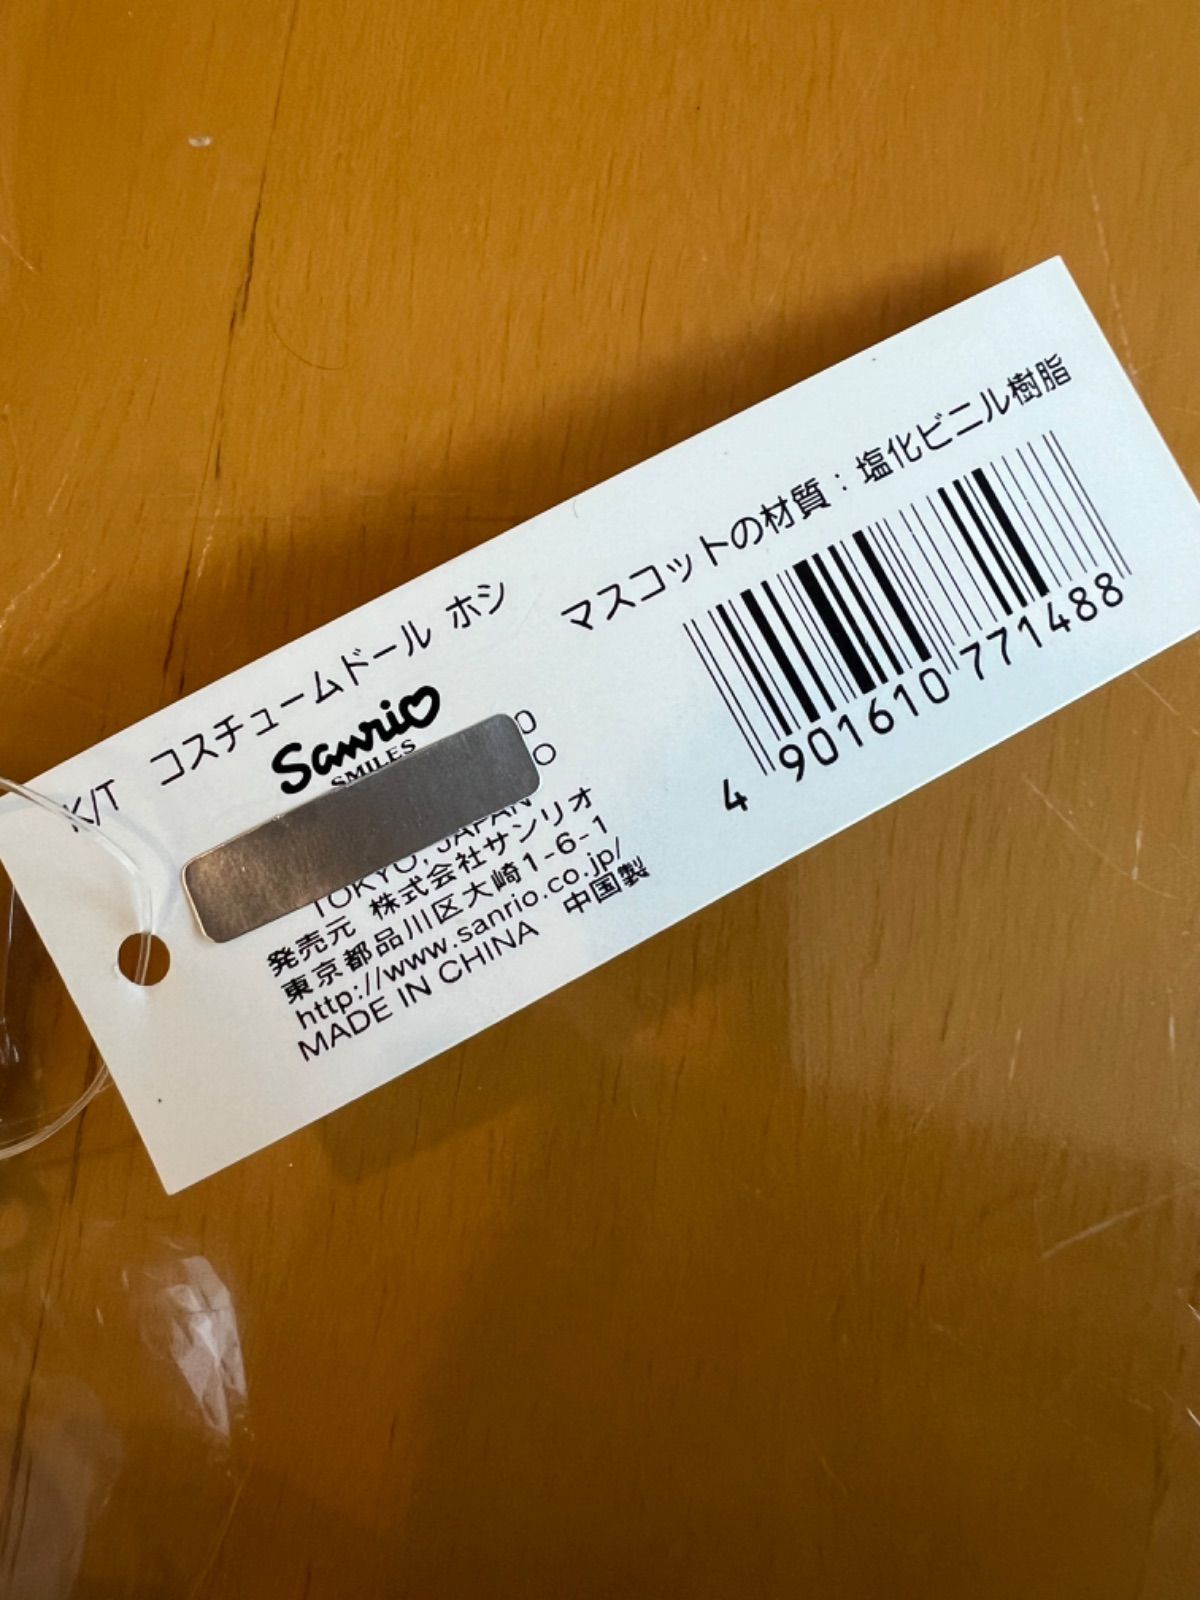 K/T コスチュームドール ホシ
Sanrio
SMILES
TOKYO, JAPAN
発売元 株式会社サンリオ
東京都品川区大崎1-6-1
http://www.sanrio.co.jp/
MADE IN CHINA 中国製
マスコットの材質：塩化ビニル樹脂
4 901610 771488